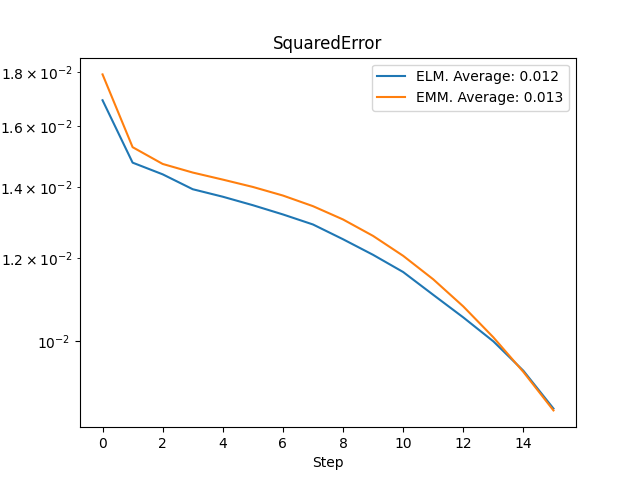 SquaredError
ELM. Average: 0.012
EMM. Average: 0.013
1.8 × 10⁻²
1.6 × 10⁻²
1.4 × 10⁻²
1.2 × 10⁻²
10⁻²
0 2 4 6 8 10 12 14
Step